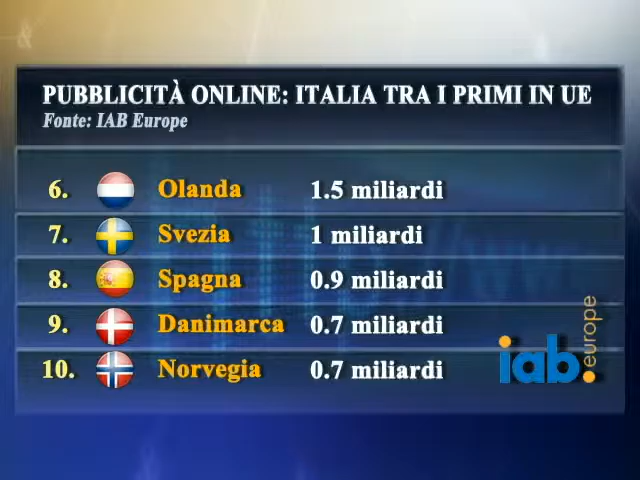 PUBBLICITÀ ONLINE: ITALIA TRA I PRIMI IN UE
Fonte: IAB Europe
6. Olanda 1.5 miliardi
7. Svezia 1 miliardi
8. Spagna 0.9 miliardi
9. Danimarca 0.7 miliardi
10. Norvegia 0.7 miliardi
iab.
europe